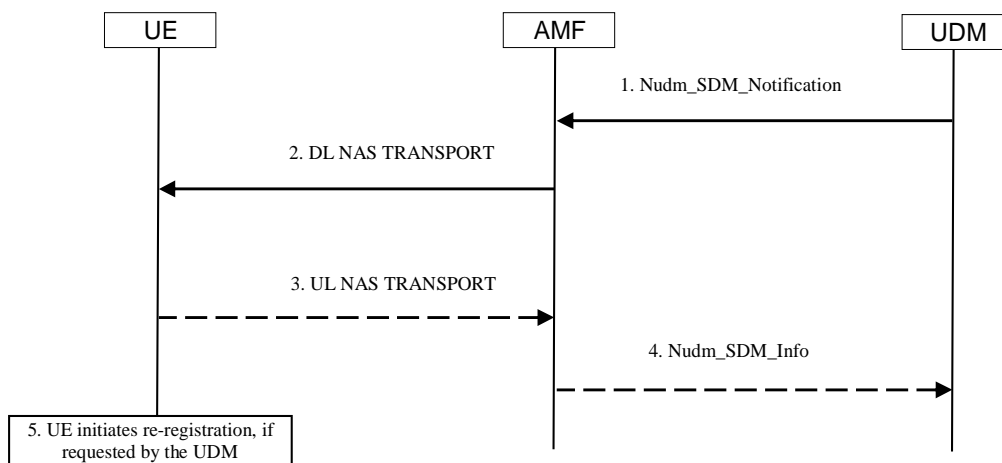 UE
AMF
UDM
1. Nudm_SDM_Notification
2. DL NAS TRANSPORT
3. UL NAS TRANSPORT
4. Nudm_SDM_Info
5. UE initiates re-registration, if
requested by the UDM